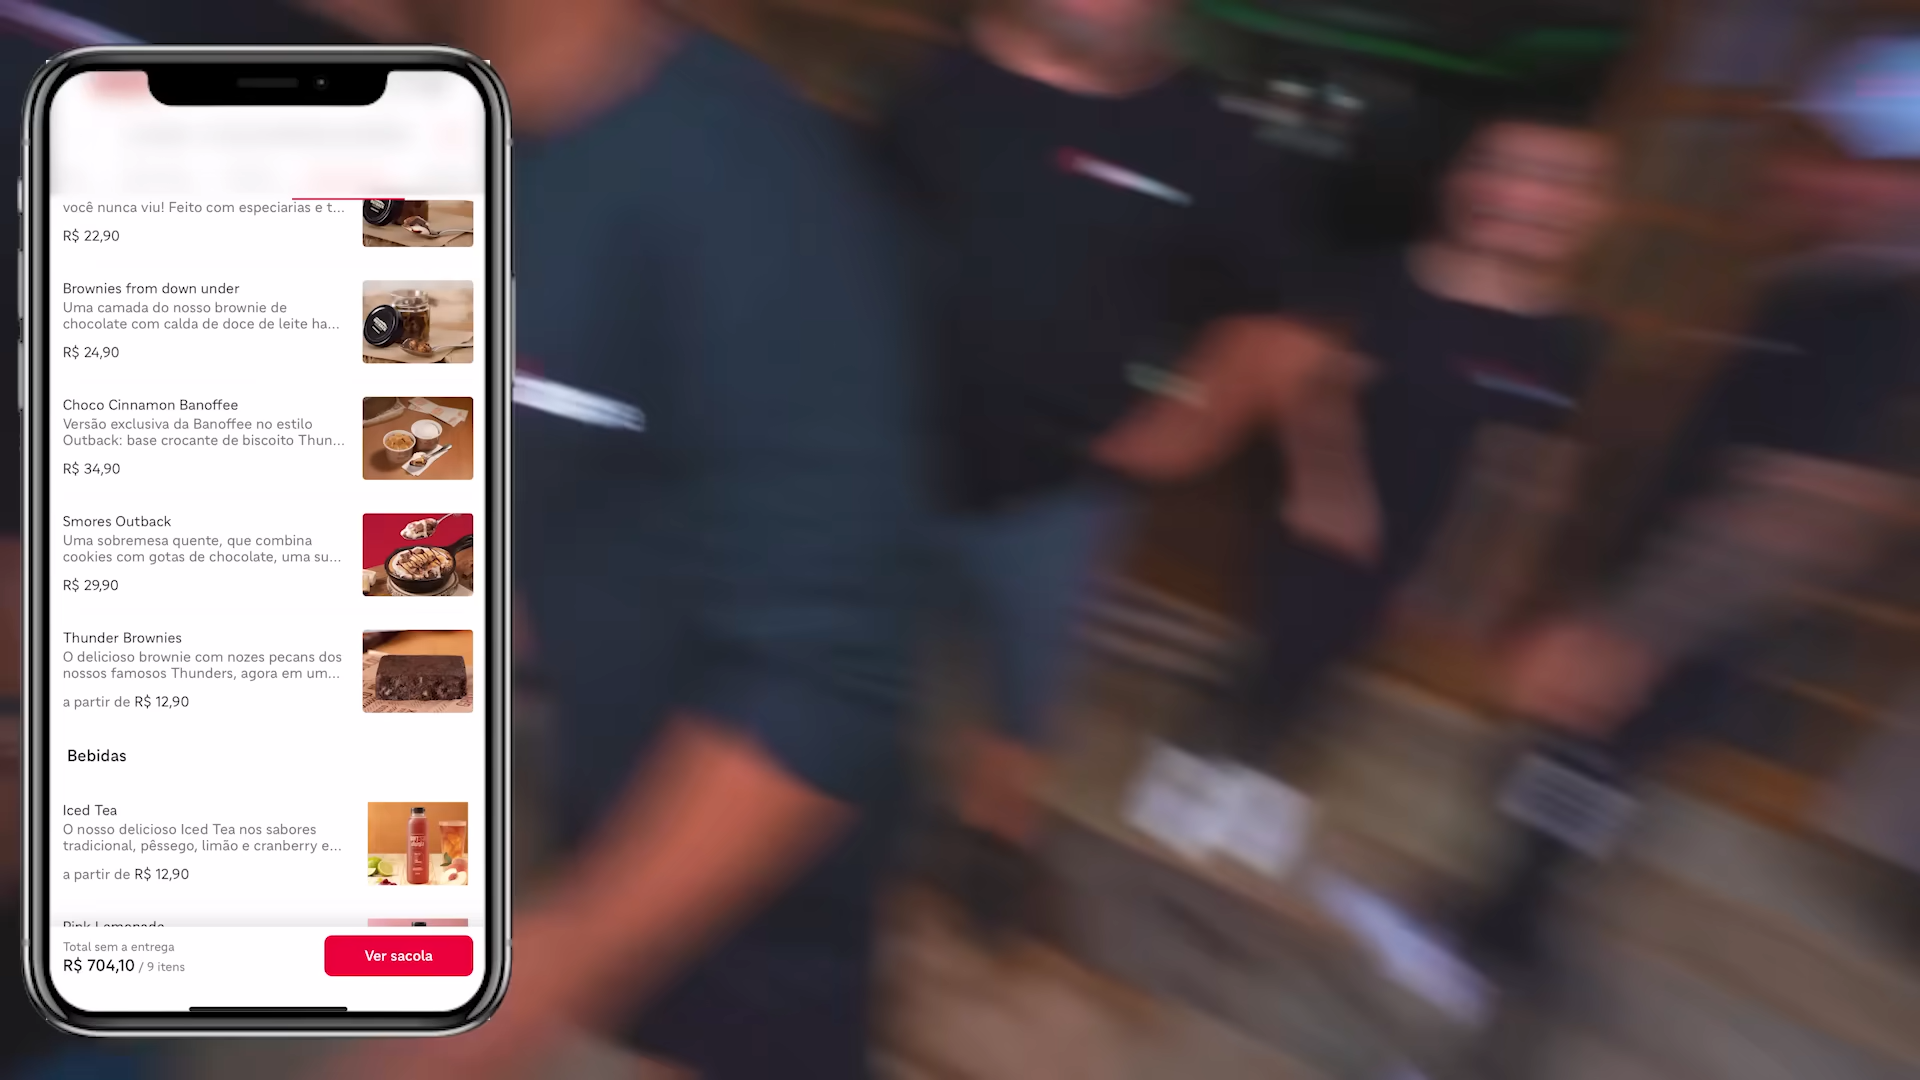 você nunca viu! Feito com especiarias e t...
R$ 22,90
Brownies from down under
Uma camada do nosso brownie de
chocolate com calda de doce de leite ha...
R$ 24,90
Choco Cinnamon Banoffee
Versão exclusiva da Banoffee no estilo
Outback: base crocante de biscoito Thun...
R$ 34,90
Smores Outback
Uma sobremesa quente, que combina
cookies com gotas de chocolate, uma su...
R$ 29,90
Thunder Brownies
O delicioso brownie com nozes pecans dos
nossos famosos Thunders, agora em um...
a partir de R$ 12,90
Bebidas
Iced Tea
O nosso delicioso Iced Tea nos sabores
tradicional, pêssego, limão e cranberry e...
a partir de R$ 12,90
Pink Lemonade
Total sem a entrega
R$ 704,10 / 9 itens
Ver sacola